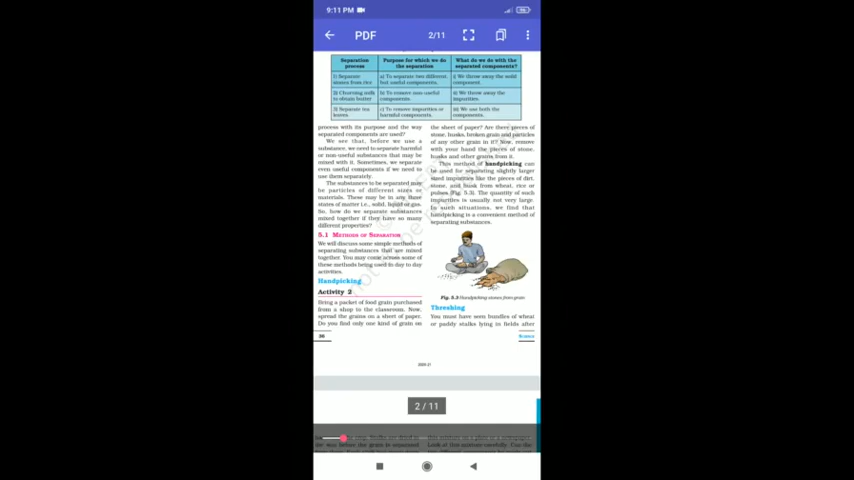 9:11 PM
PDF
2/11
Separation process
Purpose for which we do the separation
What do we do with the separated components?
1) Separate stones from rice
a) To separate two different, but useful components.
i) We throw away the solid component.
2) Churning milk to obtain butter
b) To remove non-useful components.
ii) We throw away the impurities.
3) Separate tea leaves
c) To remove impurities or harmful components.
iii) We use both the components.
process with its purpose and the way
separated components are used?
We see that, before we use a
substance, we need to separate harmful
or non-useful substances that may be
mixed with it. Sometimes, we separate
even useful components if we need to
use them separately.
The substances to be separated may
be particles of different sizes or
materials. These may be in any three
states of matter i.e., solid, liquid or gas.
So, how do we separate substances
mixed together if they have so many
different properties?
5.1 METHODS OF SEPARATION
We will discuss some simple methods of
separating substances that are mixed
together. You may come across some of
these methods being used in day to day
activities.
Handpicking
Activity 2
Bring a packet of food grain purchased
from a shop to the classroom. Now,
spread the grains on a sheet of paper.
Do you find only one kind of grain on
36
the sheet of paper? Are there pieces of
stone, husks, broken grain and particles
of any other grain in it? Now, remove
with your hand the pieces of stone,
husks and other grains from it.
This method of handpicking can
be used for separating slightly larger
sized impurities like the pieces of dirt,
stone, and husk from wheat, rice or
pulses (Fig. 5.3). The quantity of such
impurities is usually not very large.
In such situations, we find that
handpicking is a convenient method of
separating substances.
Fig. 5.3 Handpicking stones from grain
Threshing
You must have seen bundles of wheat
or paddy stalks lying in fields after
SCIENCE
2020-21
2 / 11